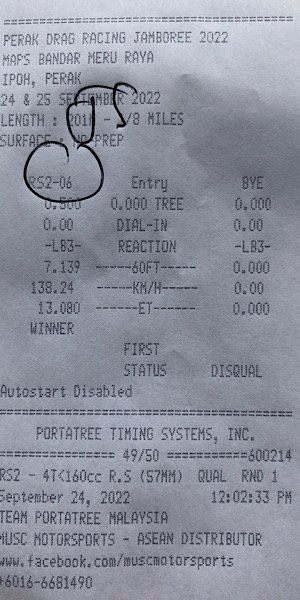 PERAK DRAG RACING JAMBOREE 2022
MAPS BANDAR MERU RAYA
IPOH, PERAK
24 & 25 SEPTEMBER 2022
LENGTH : 201M - 1/8 MILES
SURFACE : NO PREP
RS2-06 Entry BYE
0.500 0.000 TREE 0.000
0.00 DIAL-IN 0.00
-LB3- REACTION -LB3-
7.139 -----60FT----- 0.000
138.24 -----KM/H----- 0.00
13.080 ------ET------ 0.000
WINNER
FIRST
STATUS DISQUAL
Autostart Disabled
PORTATREE TIMING SYSTEMS, INC.
================ 49/50 ============600214
RS2 - 4T<160cc R.S (57MM) QUAL RND 1
September 24, 2022 12:02:33 PM
TEAM PORTATREE MALAYSIA
MUSC MOTORSPORTS - ASEAN DISTRIBUTOR
www.facebook.com/muscmotorsports
+6016-6681490